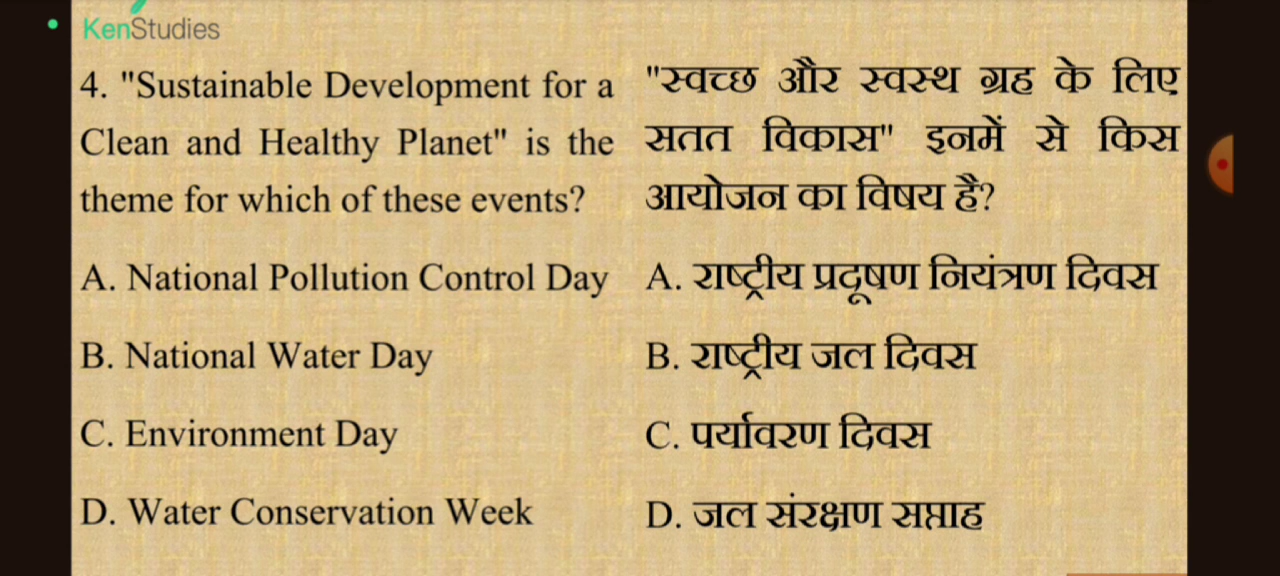 KenStudies
4. "Sustainable Development for a
Clean and Healthy Planet" is the
theme for which of these events?
A. National Pollution Control Day
B. National Water Day
C. Environment Day
D. Water Conservation Week
"स्वच्छ और स्वस्थ ग्रह के लिए
सतत विकास" इनमें से किस
आयोजन का विषय है?
A. राष्ट्रीय प्रदूषण नियंत्रण दिवस
B. राष्ट्रीय जल दिवस
C. पर्यावरण दिवस
D. जल संरक्षण सप्ताह